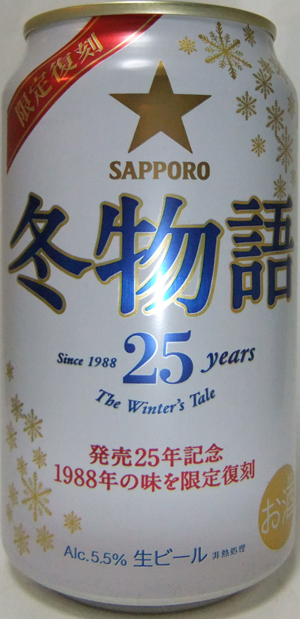 限定復刻
SAPPORO
冬物語
Since 1988 25 years
The Winter's Tale
発売25年記念
1988年の味を限定復刻
お酒
Alc.5.5% 生ビール 非熱処理